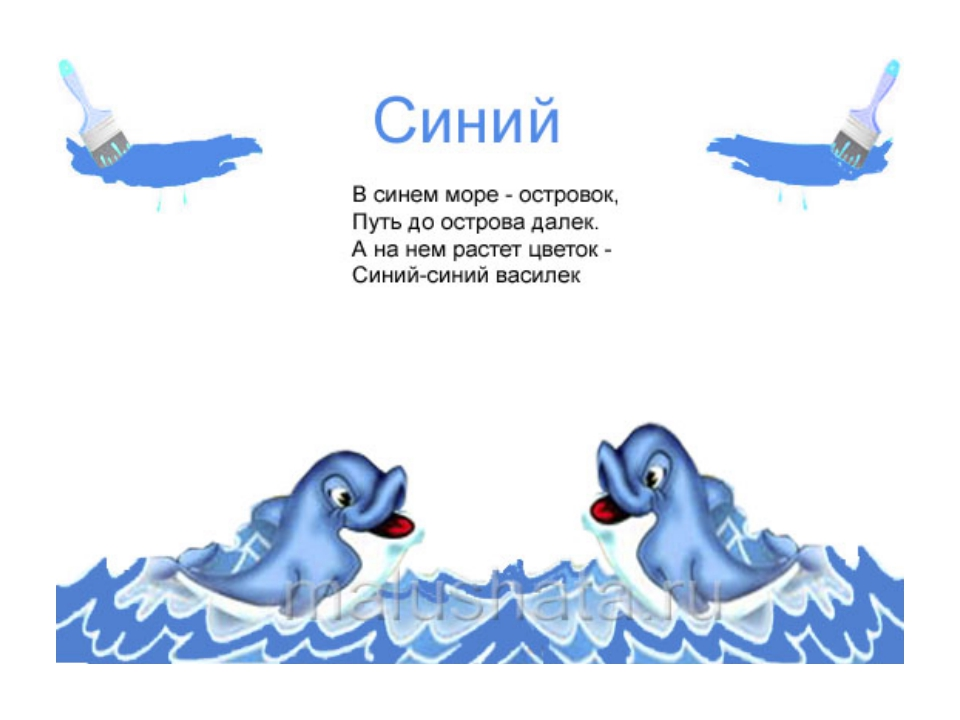 Синий
В синем море - островок,
Путь до острова далек.
А на нем растет цветок -
Синий-синий василек
malushata.ru